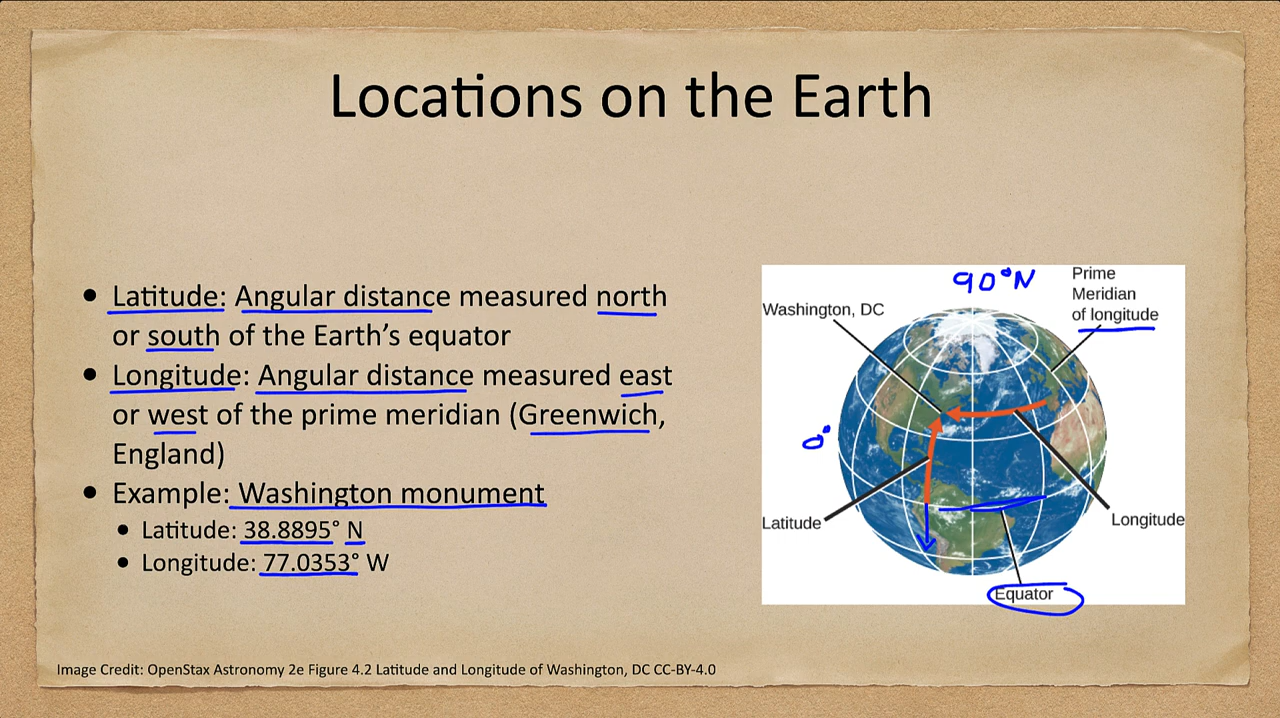 Locations on the Earth
• Latitude: Angular distance measured north
or south of the Earth's equator
• Longitude: Angular distance measured east
or west of the prime meridian (Greenwich,
England)
• Example: Washington monument
• Latitude: 38.8895° N
• Longitude: 77.0353° W
90°N
Prime
Meridian
of longitude
Washington, DC
0°
Latitude
Longitude
Equator
Image Credit: OpenStax Astronomy 2e Figure 4.2 Latitude and Longitude of Washington, DC CC-BY-4.0